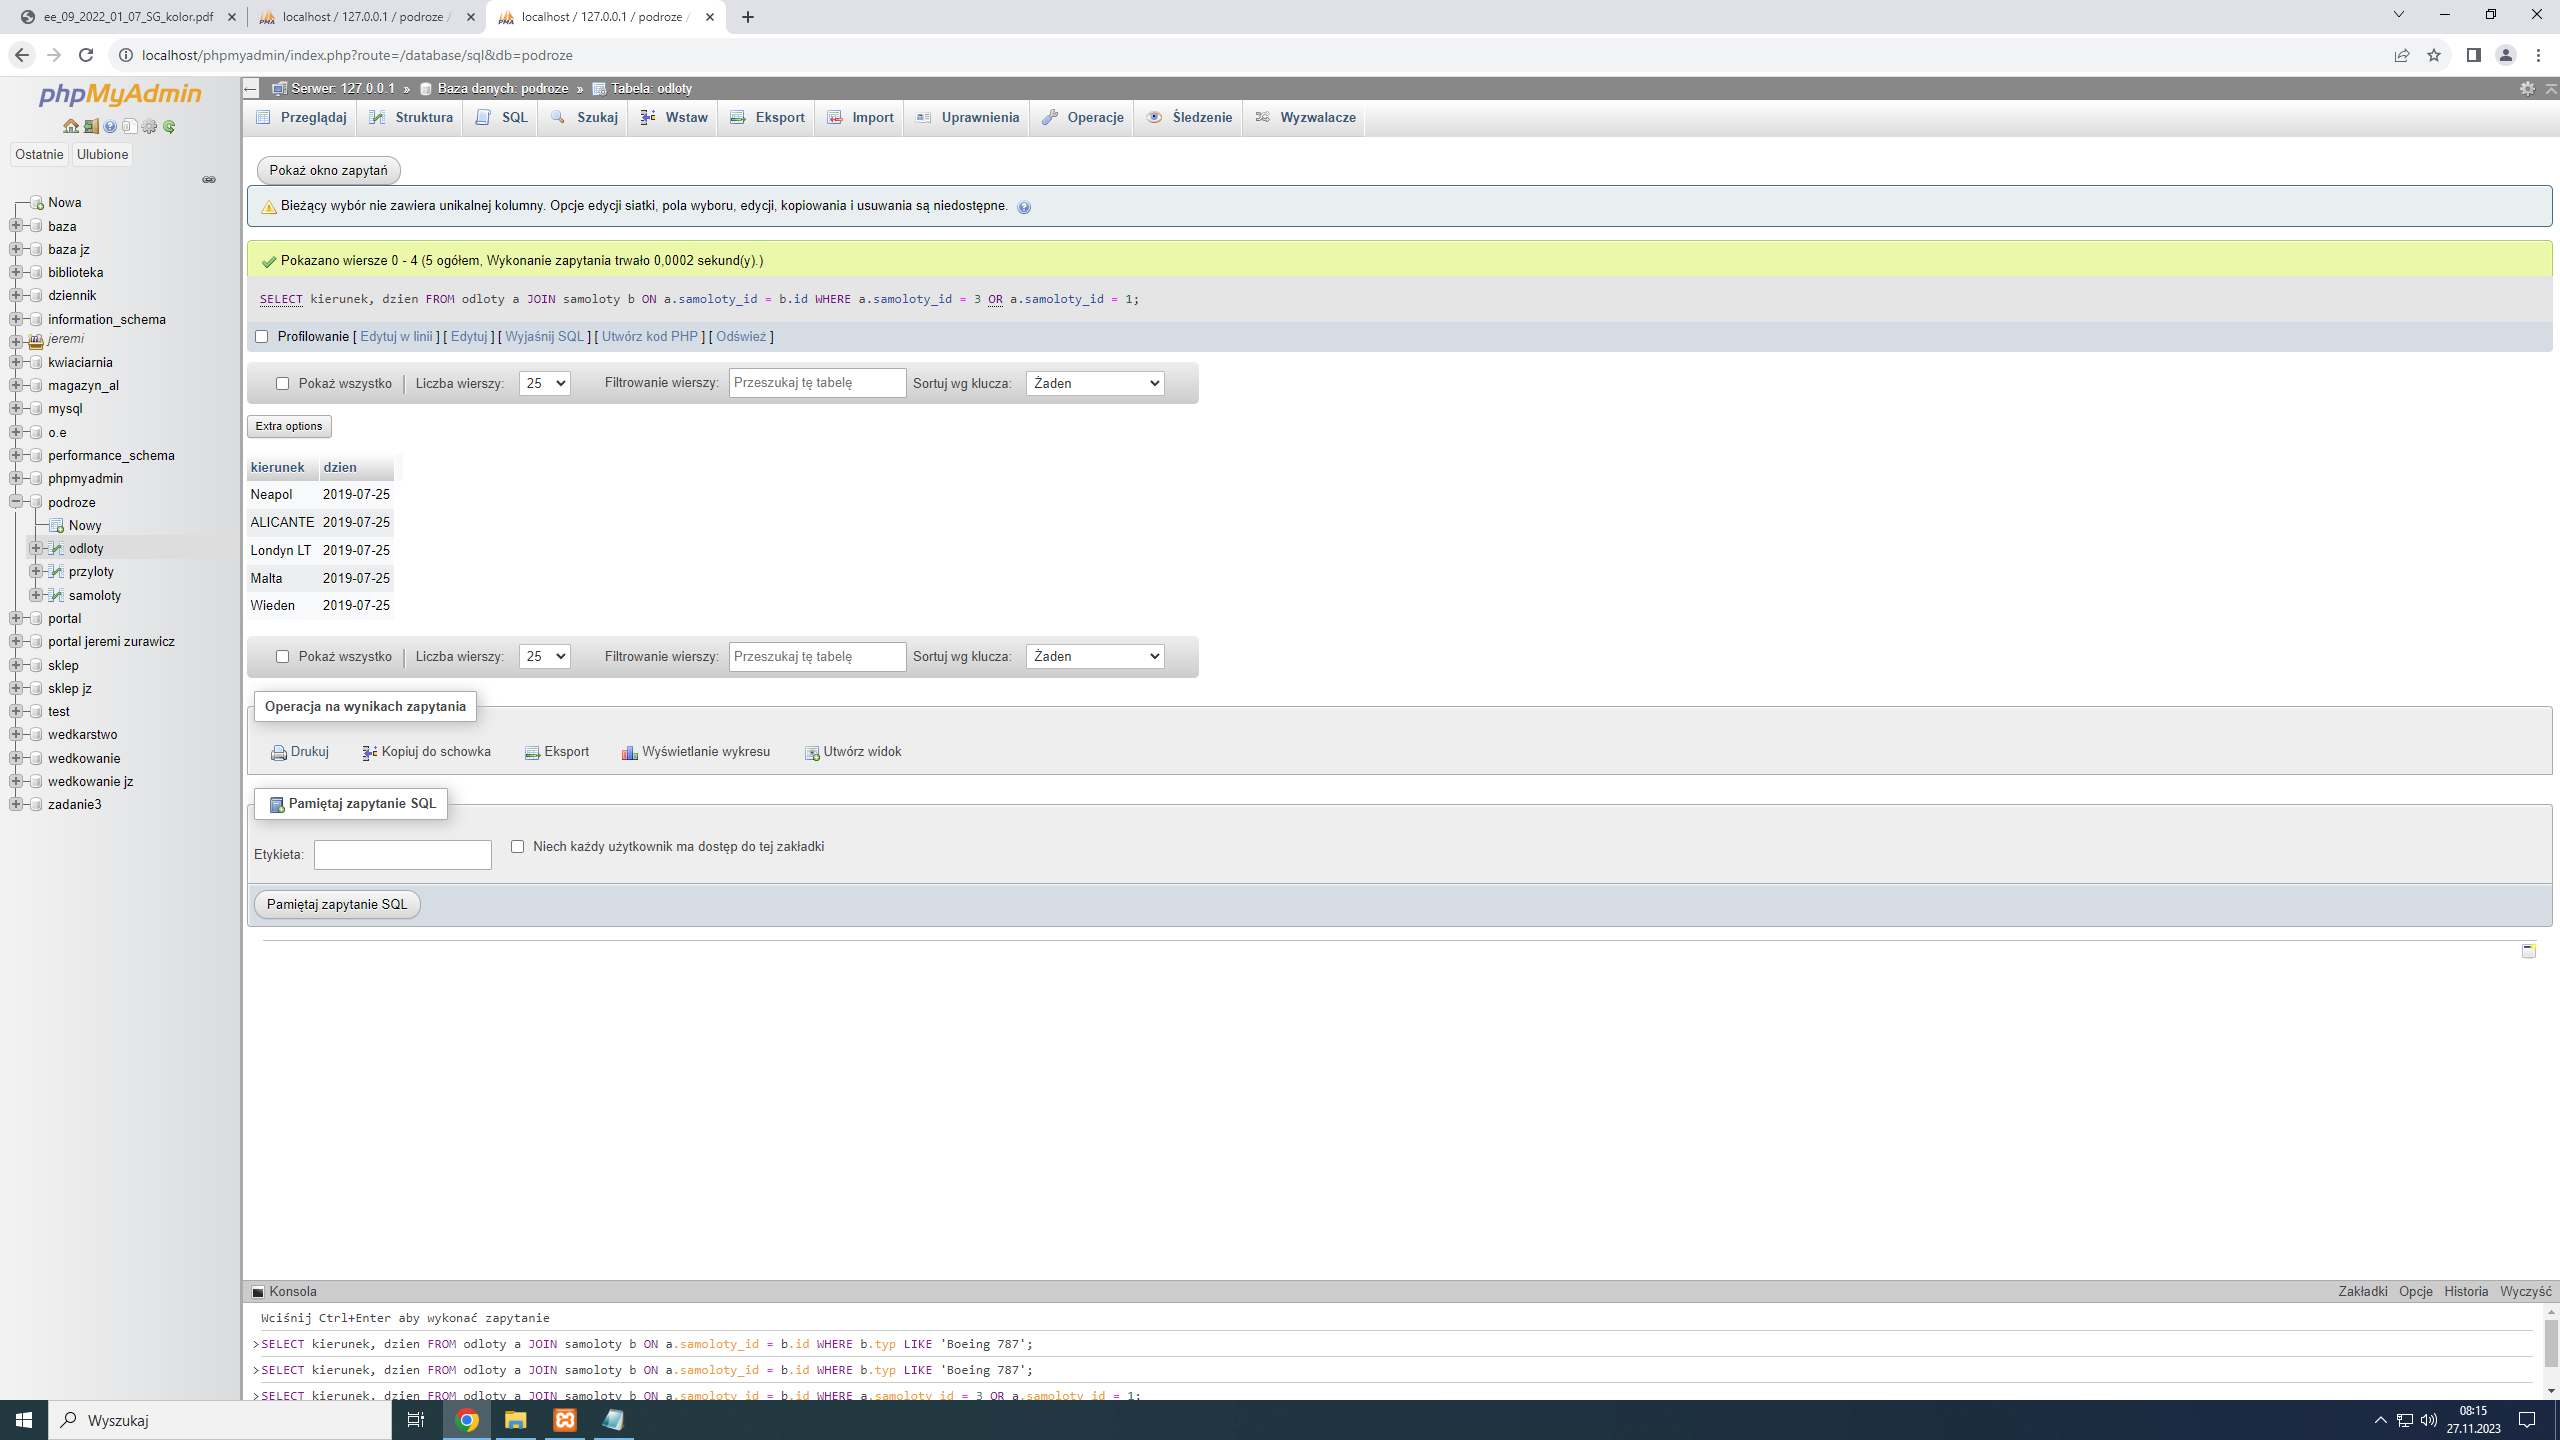 ee_09_2022_01_07_SG_kolor.pdf
localhost / 127.0.0.1 / podroze /
localhost / 127.0.0.1 / podroze /
localhost/phpmyadmin/index.php?route=/database/sql&db=podroze
phpMyAdmin
Ostatnie Ulubione
Nowa
baza
baza jz
biblioteka
dziennik
information_schema
jeremi
kwiaciarnia
magazyn_al
mysql
o.e
performance_schema
phpmyadmin
podroze
Nowy
odloty
przyloty
samoloty
portal
portal jeremi zurawicz
sklep
sklep jz
test
wedkarstwo
wedkowanie
wedkowanie jz
zadanie3
Serwer: 127.0.0.1 » Baza danych: podroze » Tabela: odloty
Przeglądaj Struktura SQL Szukaj Wstaw Eksport Import Uprawnienia Operacje Śledzenie Wyzwalacze
Pokaż okno zapytań
Bieżący wybór nie zawiera unikalnej kolumny. Opcje edycji siatki, pola wyboru, edycji, kopiowania i usuwania są niedostępne.
Pokazano wiersze 0 - 4 (5 ogółem, Wykonanie zapytania trwało 0,0002 sekund(y).)
SELECT kierunek, dzien FROM odloty a JOIN samoloty b ON a.samoloty_id = b.id WHERE a.samoloty_id = 3 OR a.samoloty_id = 1;
Profilowanie [ Edytuj w linii ] [ Edytuj ] [ Wyjaśnij SQL ] [ Utwórz kod PHP ] [ Odśwież ]
Pokaż wszystko Liczba wierszy: 25 Filtrowanie wierszy: Przeszukaj tę tabelę Sortuj wg klucza: Żaden
Extra options
kierunek dzien
Neapol 2019-07-25
ALICANTE 2019-07-25
Londyn LT 2019-07-25
Malta 2019-07-25
Wieden 2019-07-25
Pokaż wszystko Liczba wierszy: 25 Filtrowanie wierszy: Przeszukaj tę tabelę Sortuj wg klucza: Żaden
Operacja na wynikach zapytania
Drukuj Kopiuj do schowka Eksport Wyświetlanie wykresu Utwórz widok
Pamiętaj zapytanie SQL
Etykieta: Niech każdy użytkownik ma dostęp do tej zakładki
Pamiętaj zapytanie SQL
Konsola Zakładki Opcje Historia Wyczyść
Wciśnij Ctrl+Enter aby wykonać zapytanie
>SELECT kierunek, dzien FROM odloty a JOIN samoloty b ON a.samoloty_id = b.id WHERE b.typ LIKE 'Boeing 787';
>SELECT kierunek, dzien FROM odloty a JOIN samoloty b ON a.samoloty_id = b.id WHERE b.typ LIKE 'Boeing 787';
>SELECT kierunek, dzien FROM odloty a JOIN samoloty b ON a.samoloty_id = b.id WHERE a.samoloty_id = 3 OR a.samoloty_id = 1;
Wyszukaj
08:15
27.11.2023